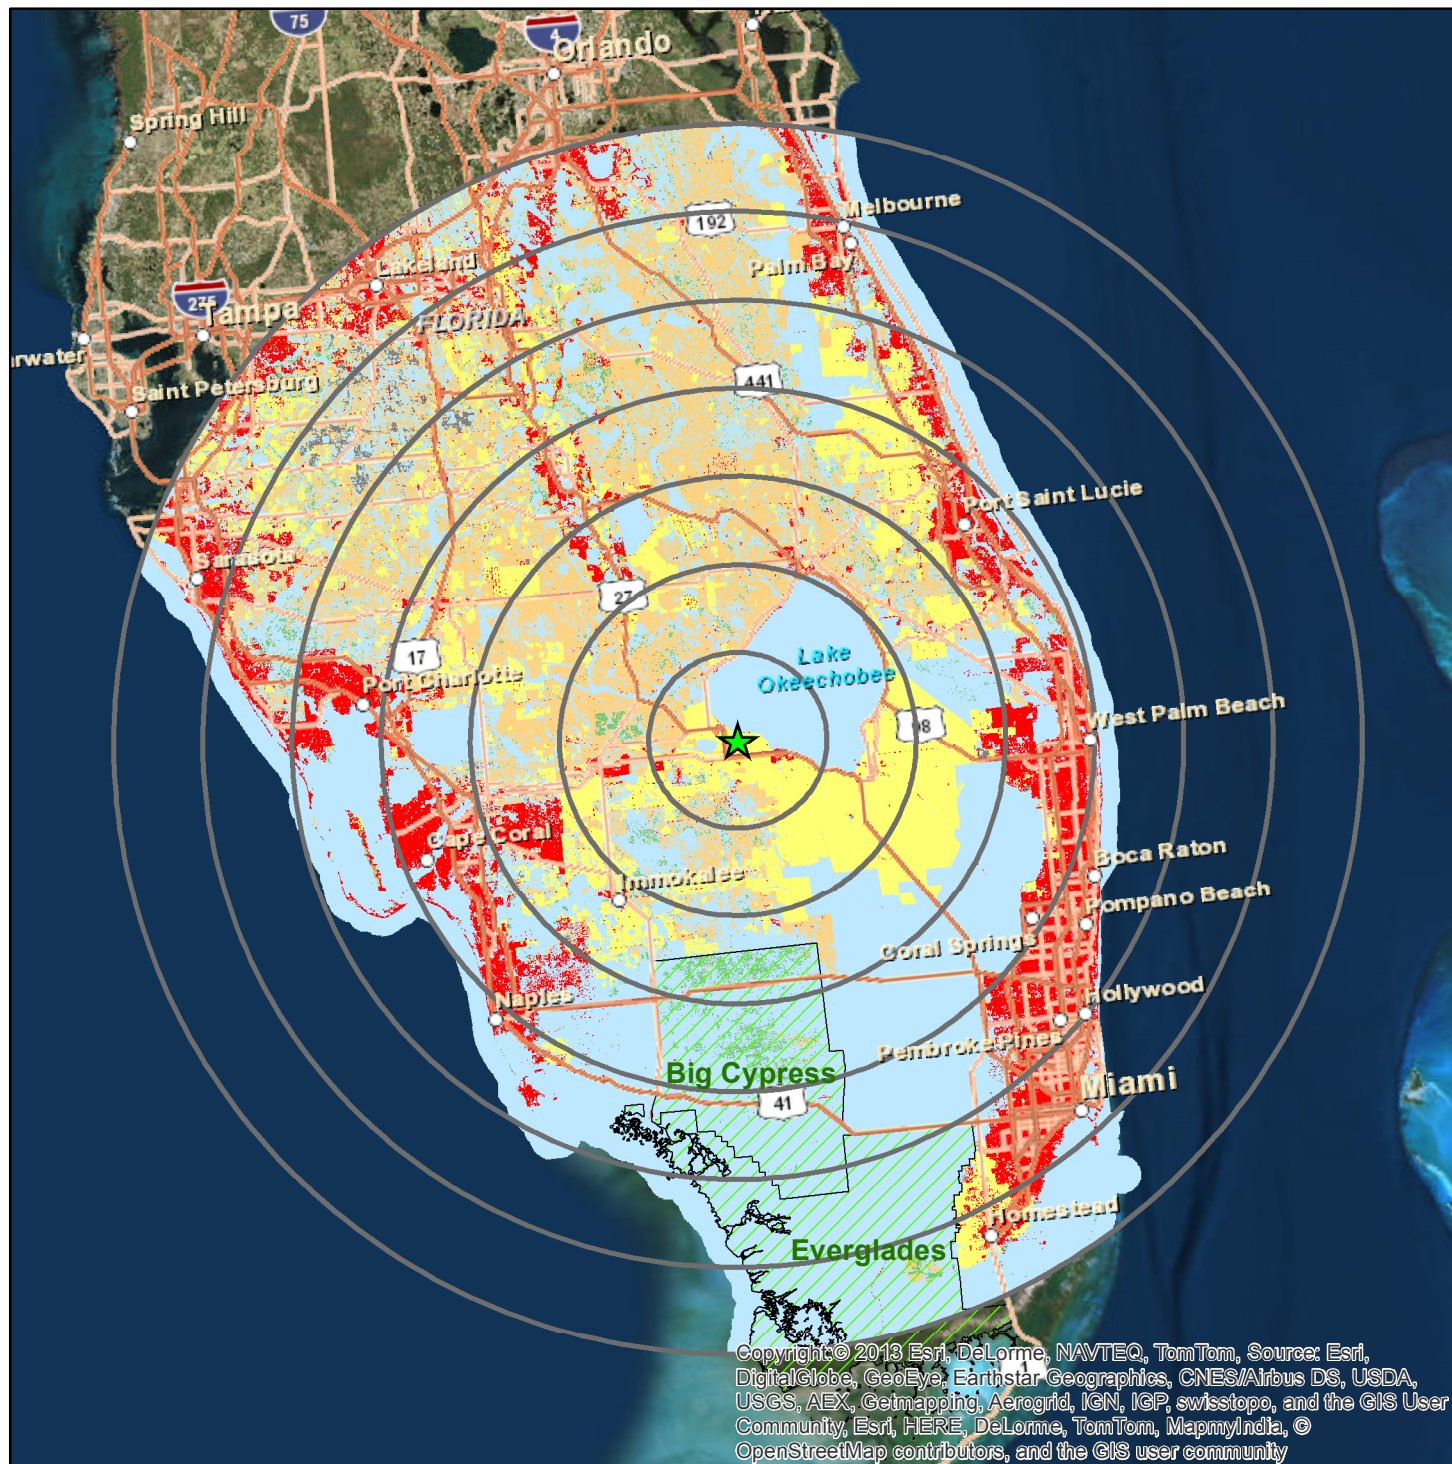 75
4
Orlando
Spring Hill
192
Melbourne
Palm Bay
Lakeland
275
Tampa
FLORIDA
rwater
441
Saint Petersburg
Port Saint Lucie
Sarasota
27
17
Lake
Okeechobee
Port Charlotte
98
West Palm Beach
Cape Coral
Boca Raton
Immokalee
Pompano Beach
Coral Springs
Naples
Hollywood
Pembroke Pines
Big Cypress
Miami
41
Homestead
Everglades
1
Copyright:© 2013 Esri, DeLorme, NAVTEQ, TomTom, Source: Esri,
DigitalGlobe, GeoEye, Earthstar Geographics, CNES/Airbus DS, USDA,
USGS, AEX, Getmapping, Aerogrid, IGN, IGP, swisstopo, and the GIS User
Community, Esri, HERE, DeLorme, TomTom, MapmyIndia, ©
OpenStreetMap contributors, and the GIS user community